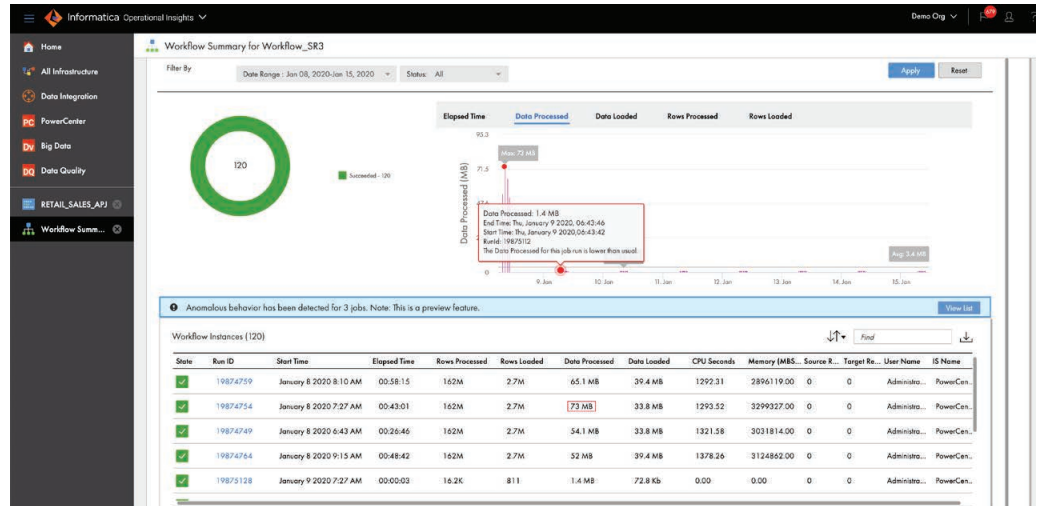 Informatica Operational Insights
Demo Org
679
Home
All Infrastructure
Data Integration
PC PowerCenter
Dv Big Data
DQ Data Quality
RETAIL_SALES_APJ
Workflow Summ...
Workflow Summary for Workflow_SR3
Filter By
Date Range : Jan 08, 2020-Jan 15, 2020
Status: All
Apply
Reset
120
Succeeded - 120
Elapsed Time Data Processed Data Loaded Rows Processed Rows Loaded
Data Processed (MB)
95.5
Max: 73 MB
71.6
Data Processed: 1.4 MB
End Time: Thu, January 9 2020, 06:43:46
Start Time: Thu, January 9 2020,06:43:42
RunId: 19875112
The Data Processed for this job run is lower than usual.
Avg: 3.4 MB
0
9. Jan 10. Jan 11. Jan 12. Jan 13. Jan 14. Jan 15. Jan
Anomalous behavior has been detected for 3 jobs. Note: This is a preview feature.
View List
Workflow Instances (120)
Find
State Run ID Start Time Elapsed Time Rows Processed Rows Loaded Data Processed Data Loaded CPU Seconds Memory (MBS... Source R... Target Re... User Name IS Name
19874759 January 8 2020 8:10 AM 00:58:15 162M 2.7M 65.1 MB 39.4 MB 1292.31 2896119.00 0 0 Administra... PowerCen..
19874754 January 8 2020 7:27 AM 00:43:01 162M 2.7M 73 MB 33.8 MB 1293.52 3299327.00 0 0 Administra... PowerCen..
19874749 January 8 2020 6:43 AM 00:26:46 162M 2.7M 54.1 MB 33.8 MB 1321.58 3031814.00 0 0 Administra... PowerCen..
19874764 January 8 2020 9:15 AM 00:48:42 162M 2.7M 52 MB 39.4 MB 1378.26 3124862.00 0 0 Administra... PowerCen..
19875128 January 9 2020 7:27 AM 00:00:03 16.2K 811 1.4 MB 72.8 Kb 0.00 0.00 0 0 Administra... PowerCen..